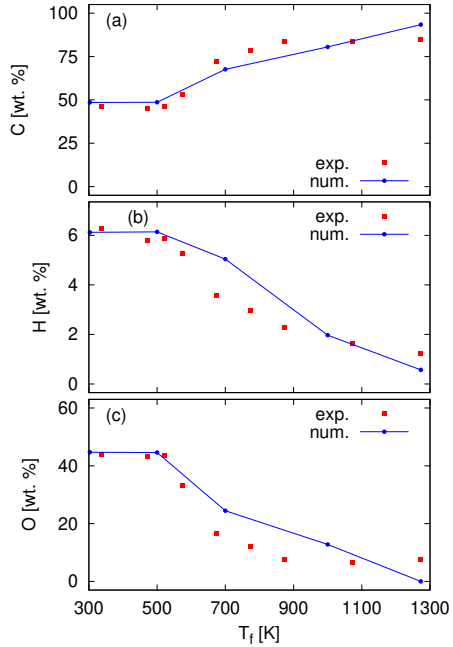 100
75
50
25
0
C [wt. %]
(a)
exp.
num.
6
4
2
0
H [wt. %]
(b)
exp.
num.
60
40
20
0
O [wt. %]
(c)
exp.
num.
300 500 700 900 1100 1300
T_f [K]